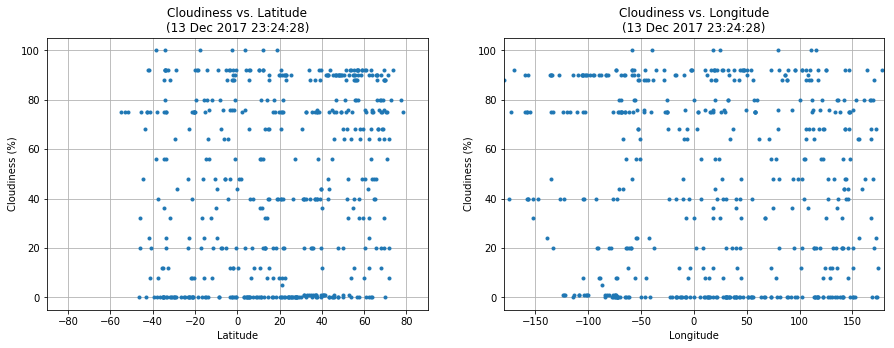 Cloudiness vs. Latitude
(13 Dec 2017 23:24:28)
100
80
60
40
20
0
Cloudiness (%)
−80 −60 −40 −20 0 20 40 60 80
Latitude
Cloudiness vs. Longitude
(13 Dec 2017 23:24:28)
100
80
60
40
20
0
Cloudiness (%)
−150 −100 −50 0 50 100 150
Longitude